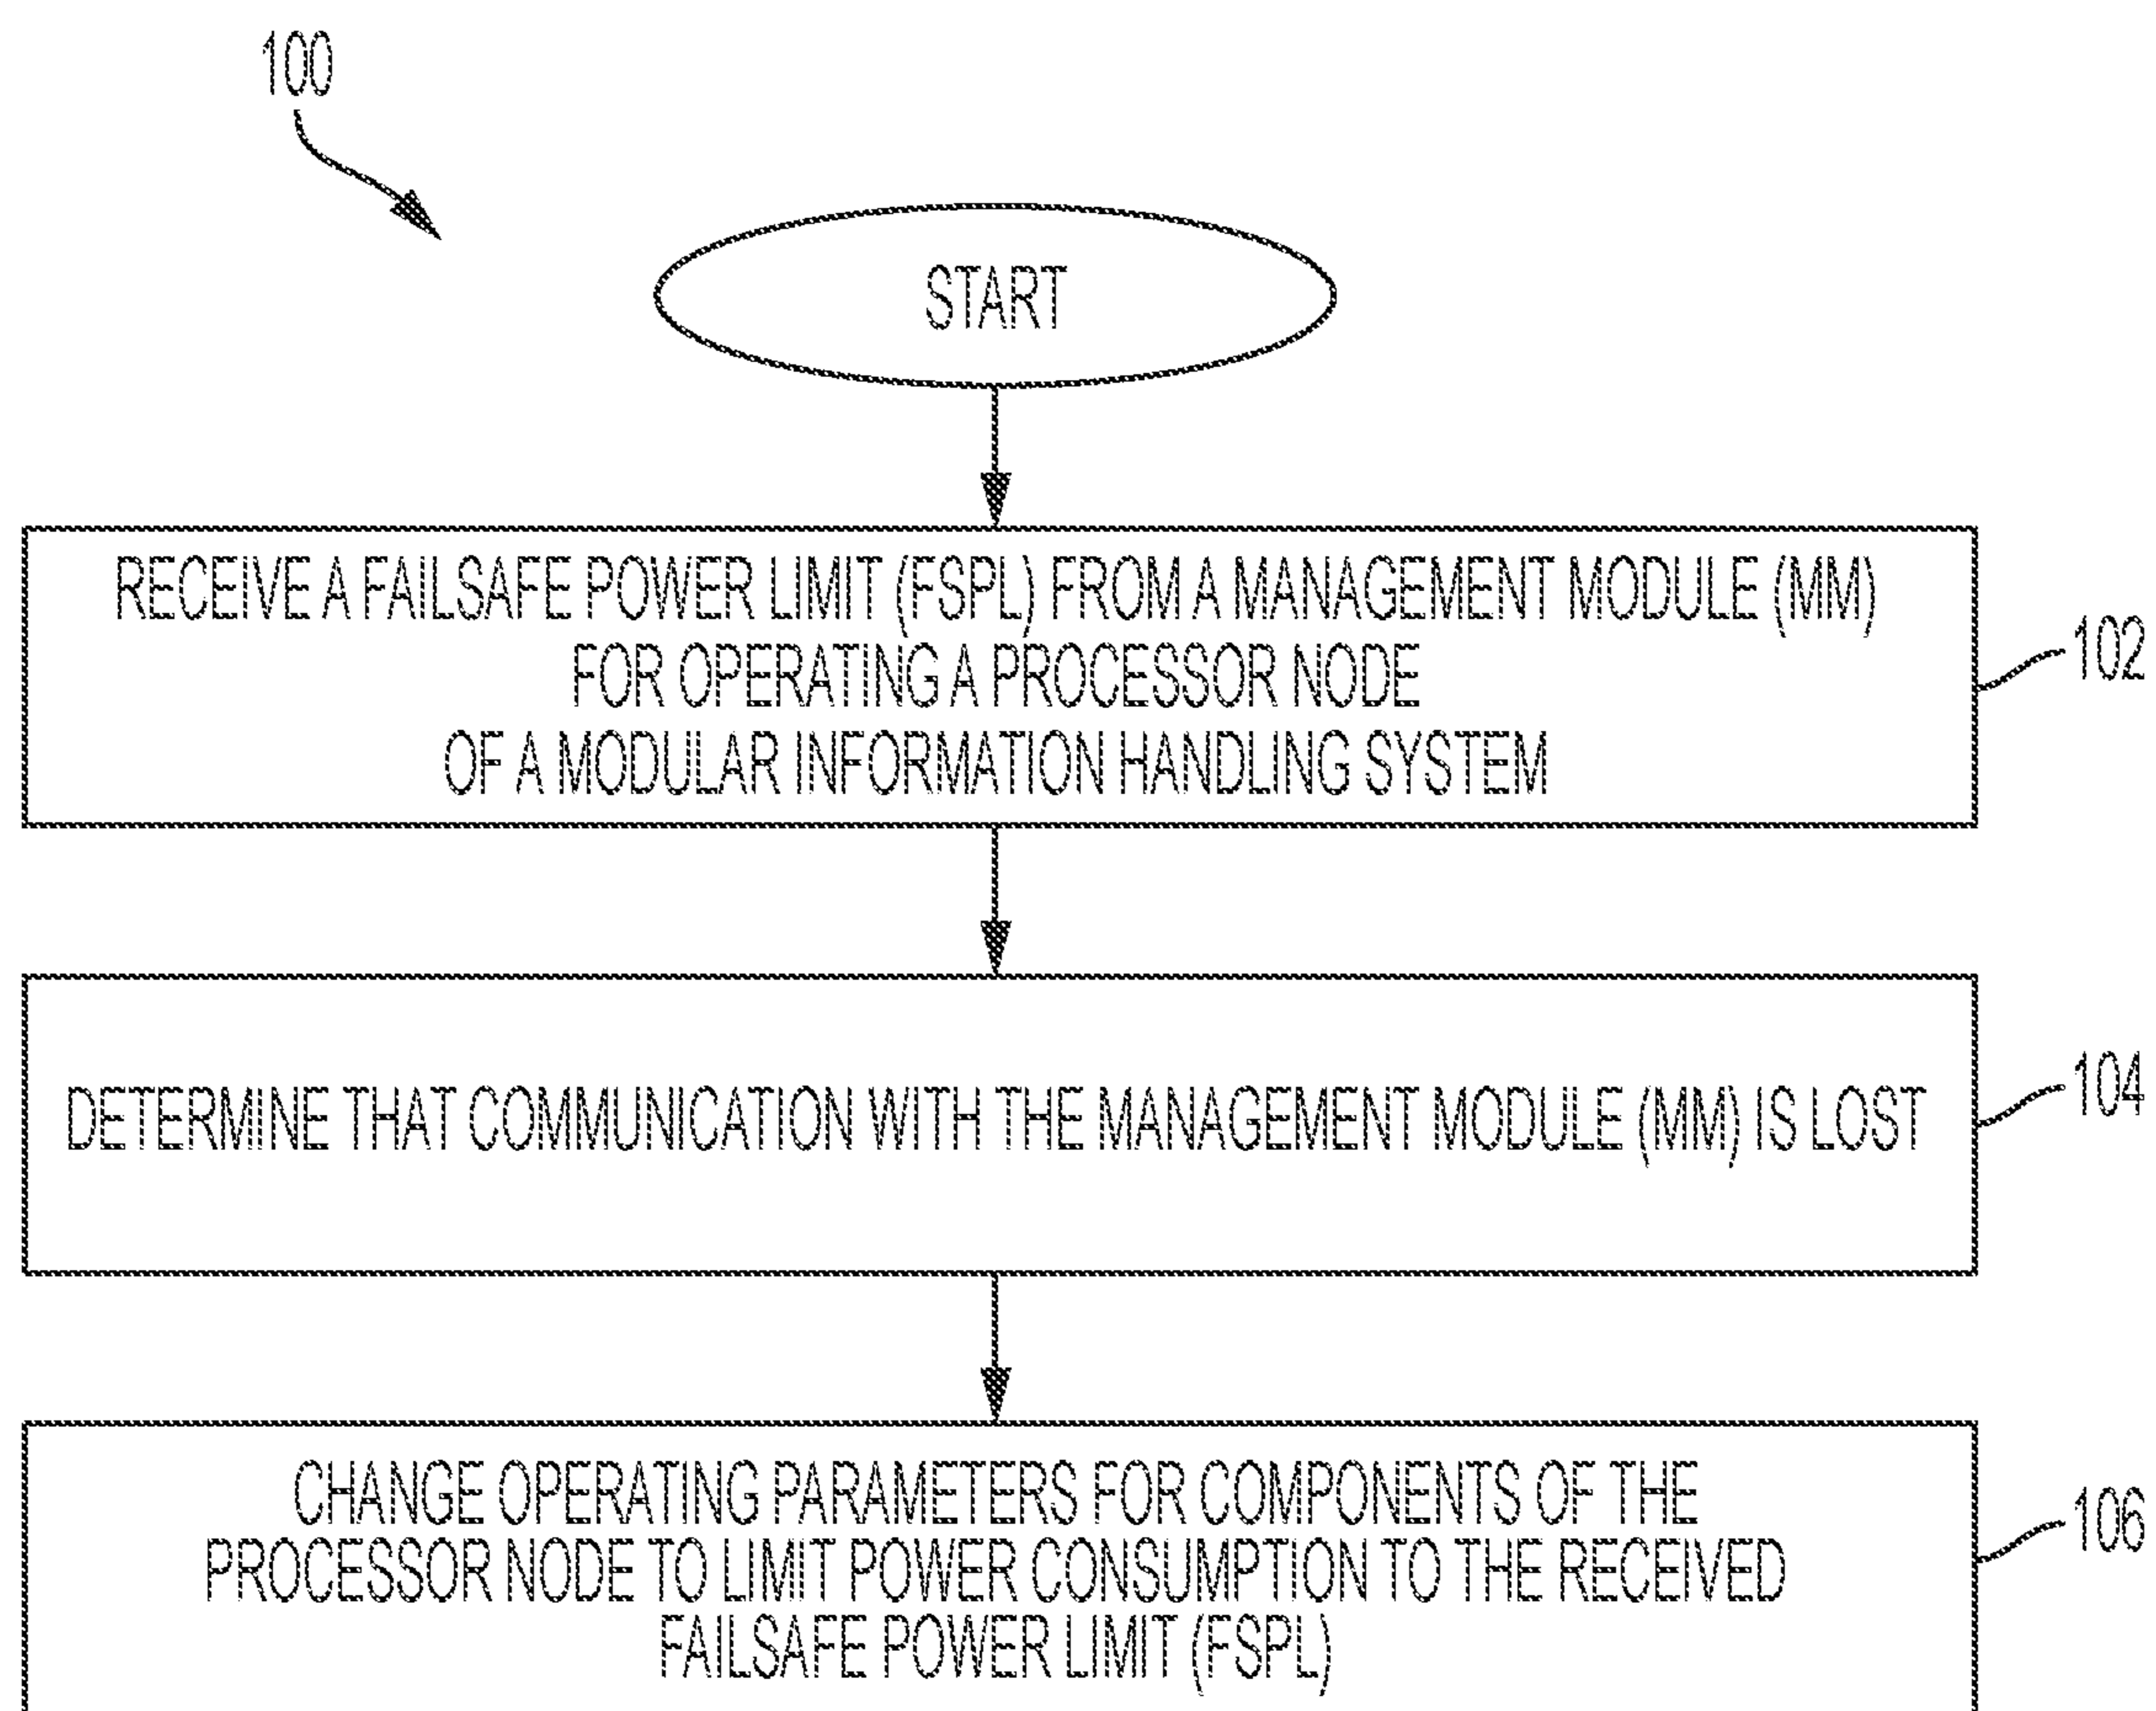 100
START
RECEIVE A FAILSAFE POWER LIMIT (FSPL) FROM A MANAGEMENT MODULE (MM)
FOR OPERATING A PROCESSOR NODE
OF A MODULAR INFORMATION HANDLING SYSTEM
102
DETERMINE THAT COMMUNICATION WITH THE MANAGEMENT MODULE (MM) IS LOST
104
CHANGE OPERATING PARAMETERS FOR COMPONENTS OF THE
PROCESSOR NODE TO LIMIT POWER CONSUMPTION TO THE RECEIVED
FAILSAFE POWER LIMIT (FSPL)
106